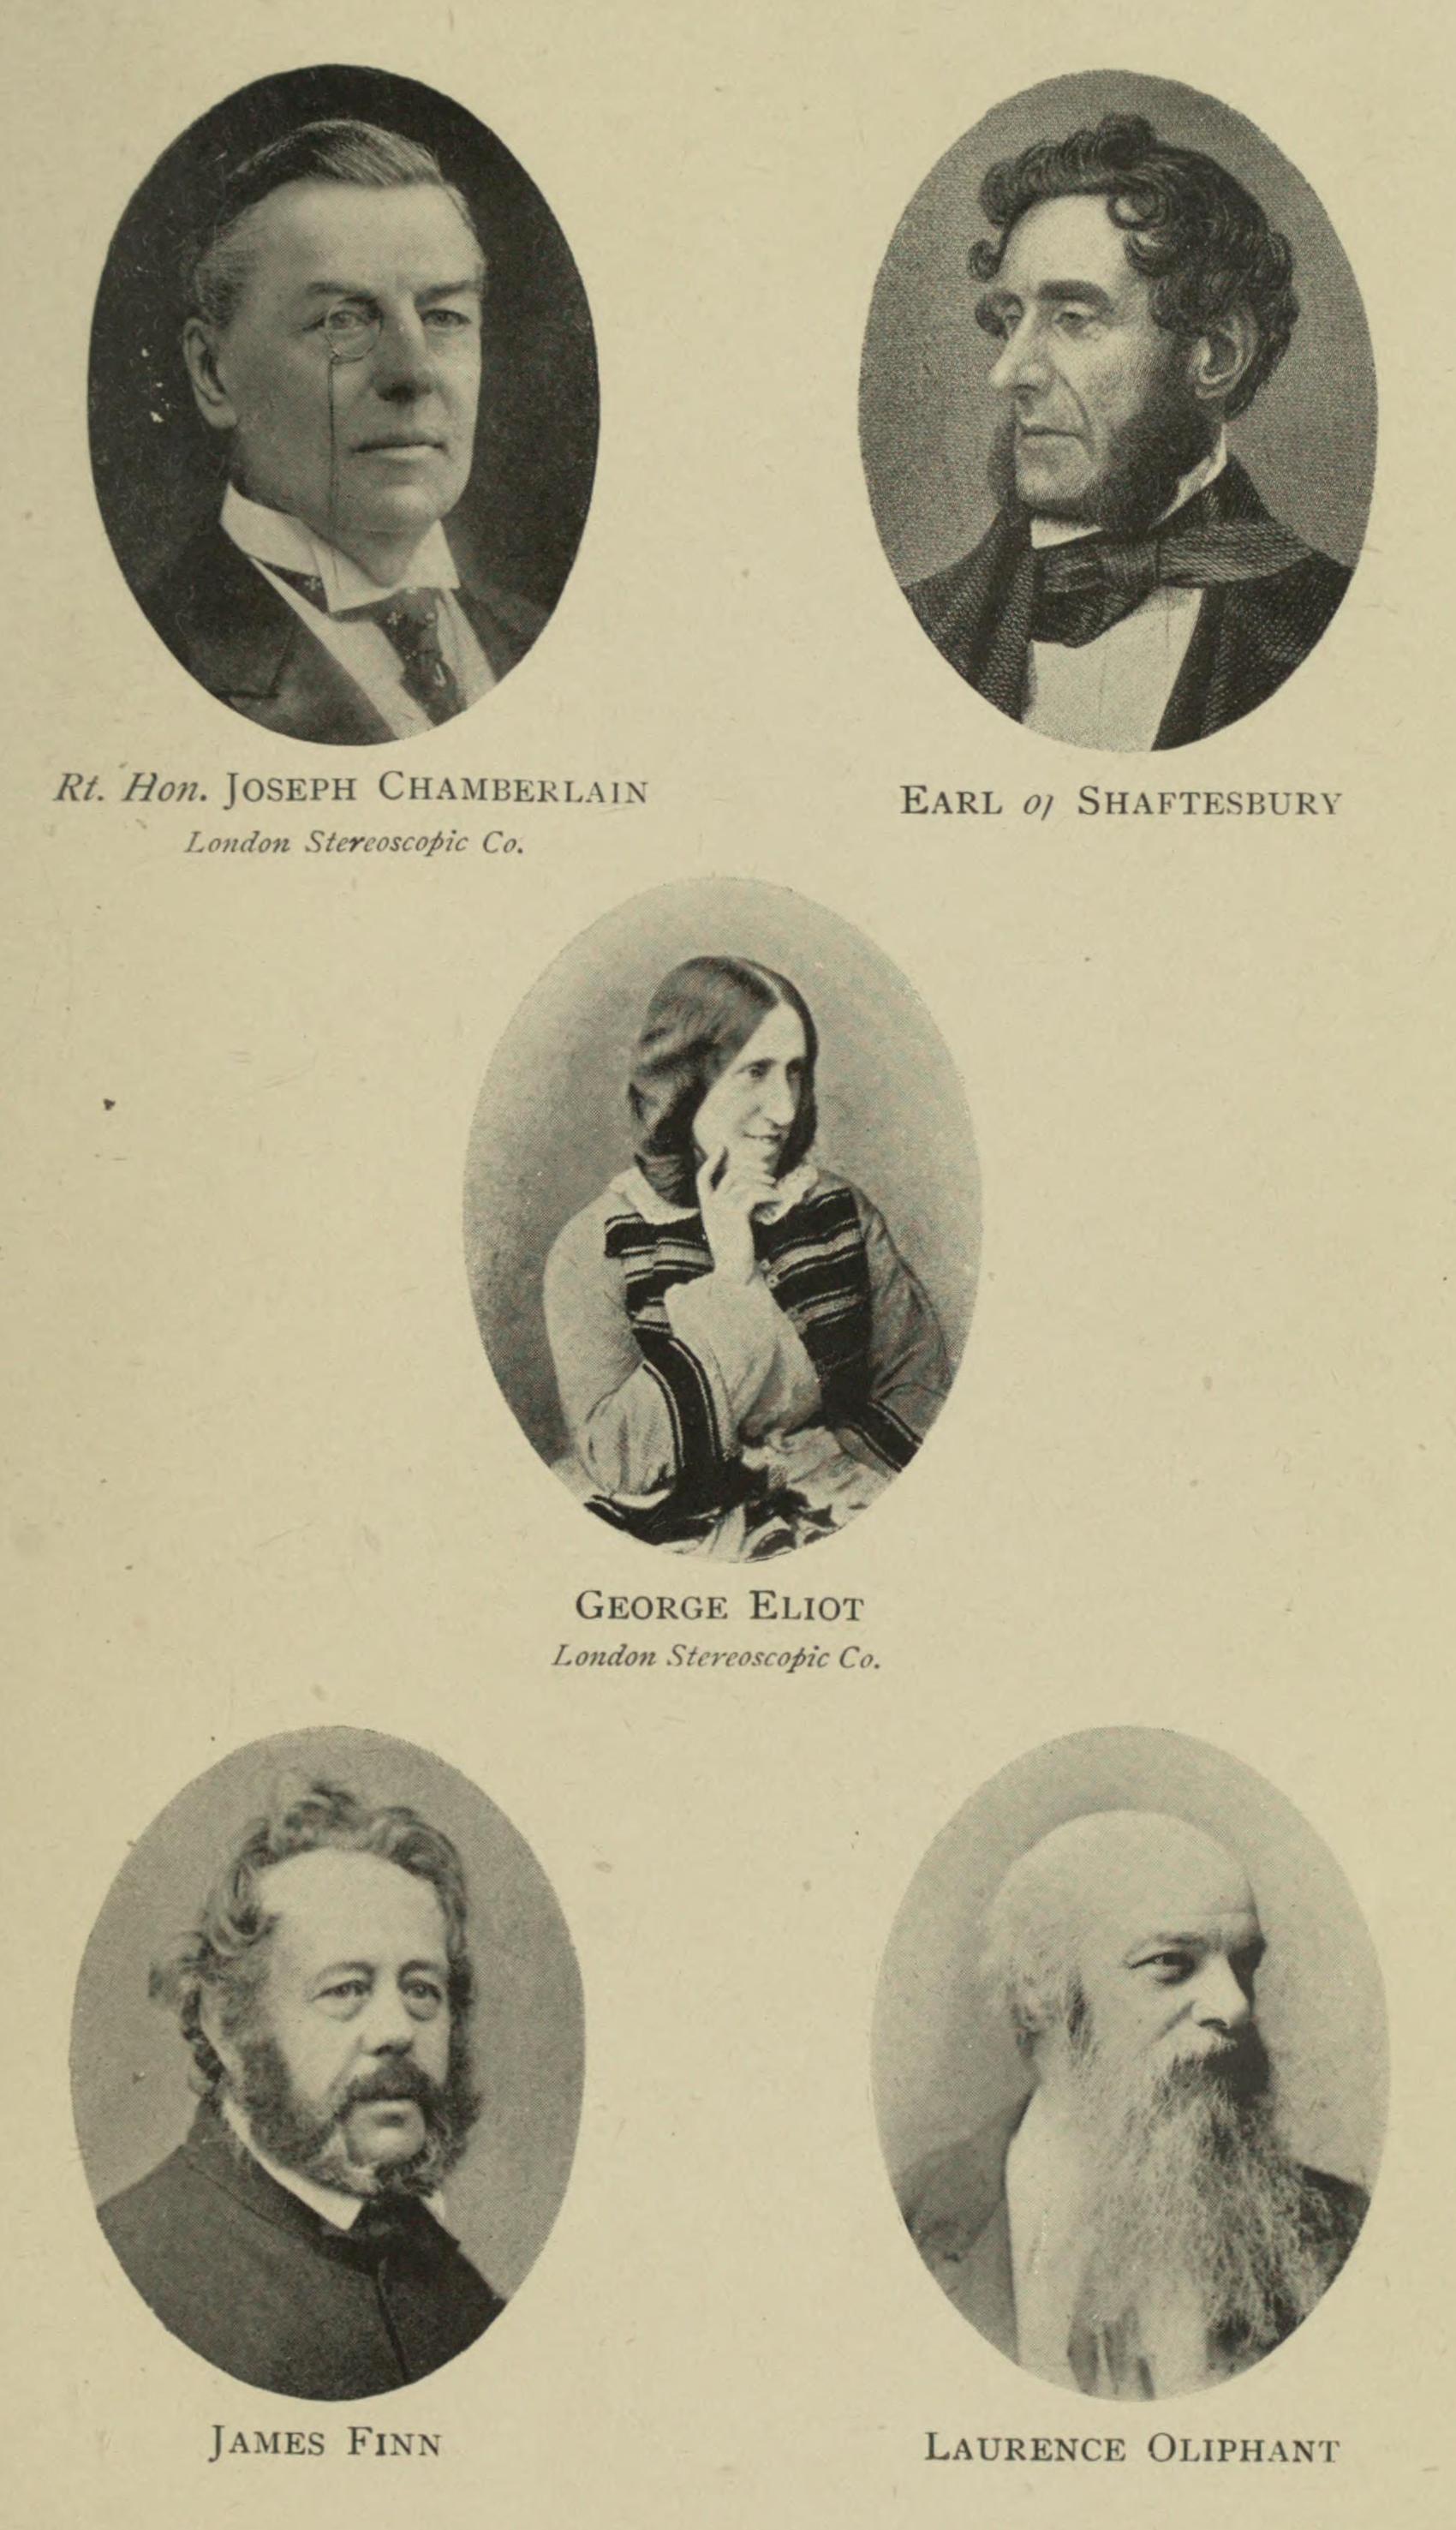 Rt. Hon. JOSEPH CHAMBERLAIN
London Stereoscopic Co.
EARL of SHAFTESBURY
GEORGE ELIOT
London Stereoscopic Co.
JAMES FINN
LAURENCE OLIPHANT